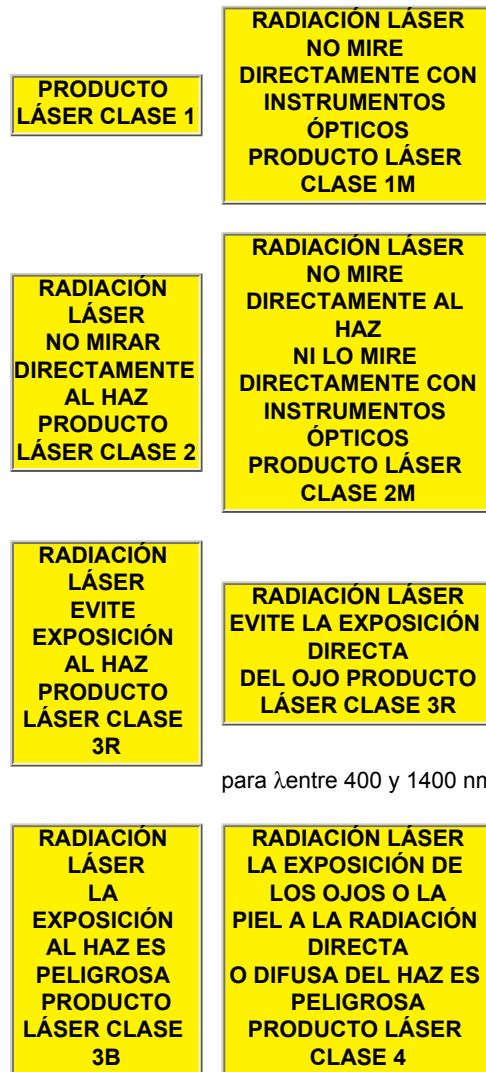 PRODUCTO
LÁSER CLASE 1
RADIACIÓN LÁSER
NO MIRE
DIRECTAMENTE CON
INSTRUMENTOS
ÓPTICOS
PRODUCTO LÁSER
CLASE 1M
RADIACIÓN
LÁSER
NO MIRAR
DIRECTAMENTE
AL HAZ
PRODUCTO
LÁSER CLASE 2
RADIACIÓN LÁSER
NO MIRE
DIRECTAMENTE AL
HAZ
NI LO MIRE
DIRECTAMENTE CON
INSTRUMENTOS
ÓPTICOS
PRODUCTO LÁSER
CLASE 2M
RADIACIÓN
LÁSER
EVITE
EXPOSICIÓN
AL HAZ
PRODUCTO
LÁSER CLASE
3R
RADIACIÓN LÁSER
EVITE LA EXPOSICIÓN
DIRECTA
DEL OJO PRODUCTO
LÁSER CLASE 3R
para λentre 400 y 1400 nm
RADIACIÓN
LÁSER
LA
EXPOSICIÓN
AL HAZ ES
PELIGROSA
PRODUCTO
LÁSER CLASE
3B
RADIACIÓN LÁSER
LA EXPOSICIÓN DE
LOS OJOS O LA
PIEL A LA RADIACIÓN
DIRECTA
O DIFUSA DEL HAZ ES
PELIGROSA
PRODUCTO LÁSER
CLASE 4